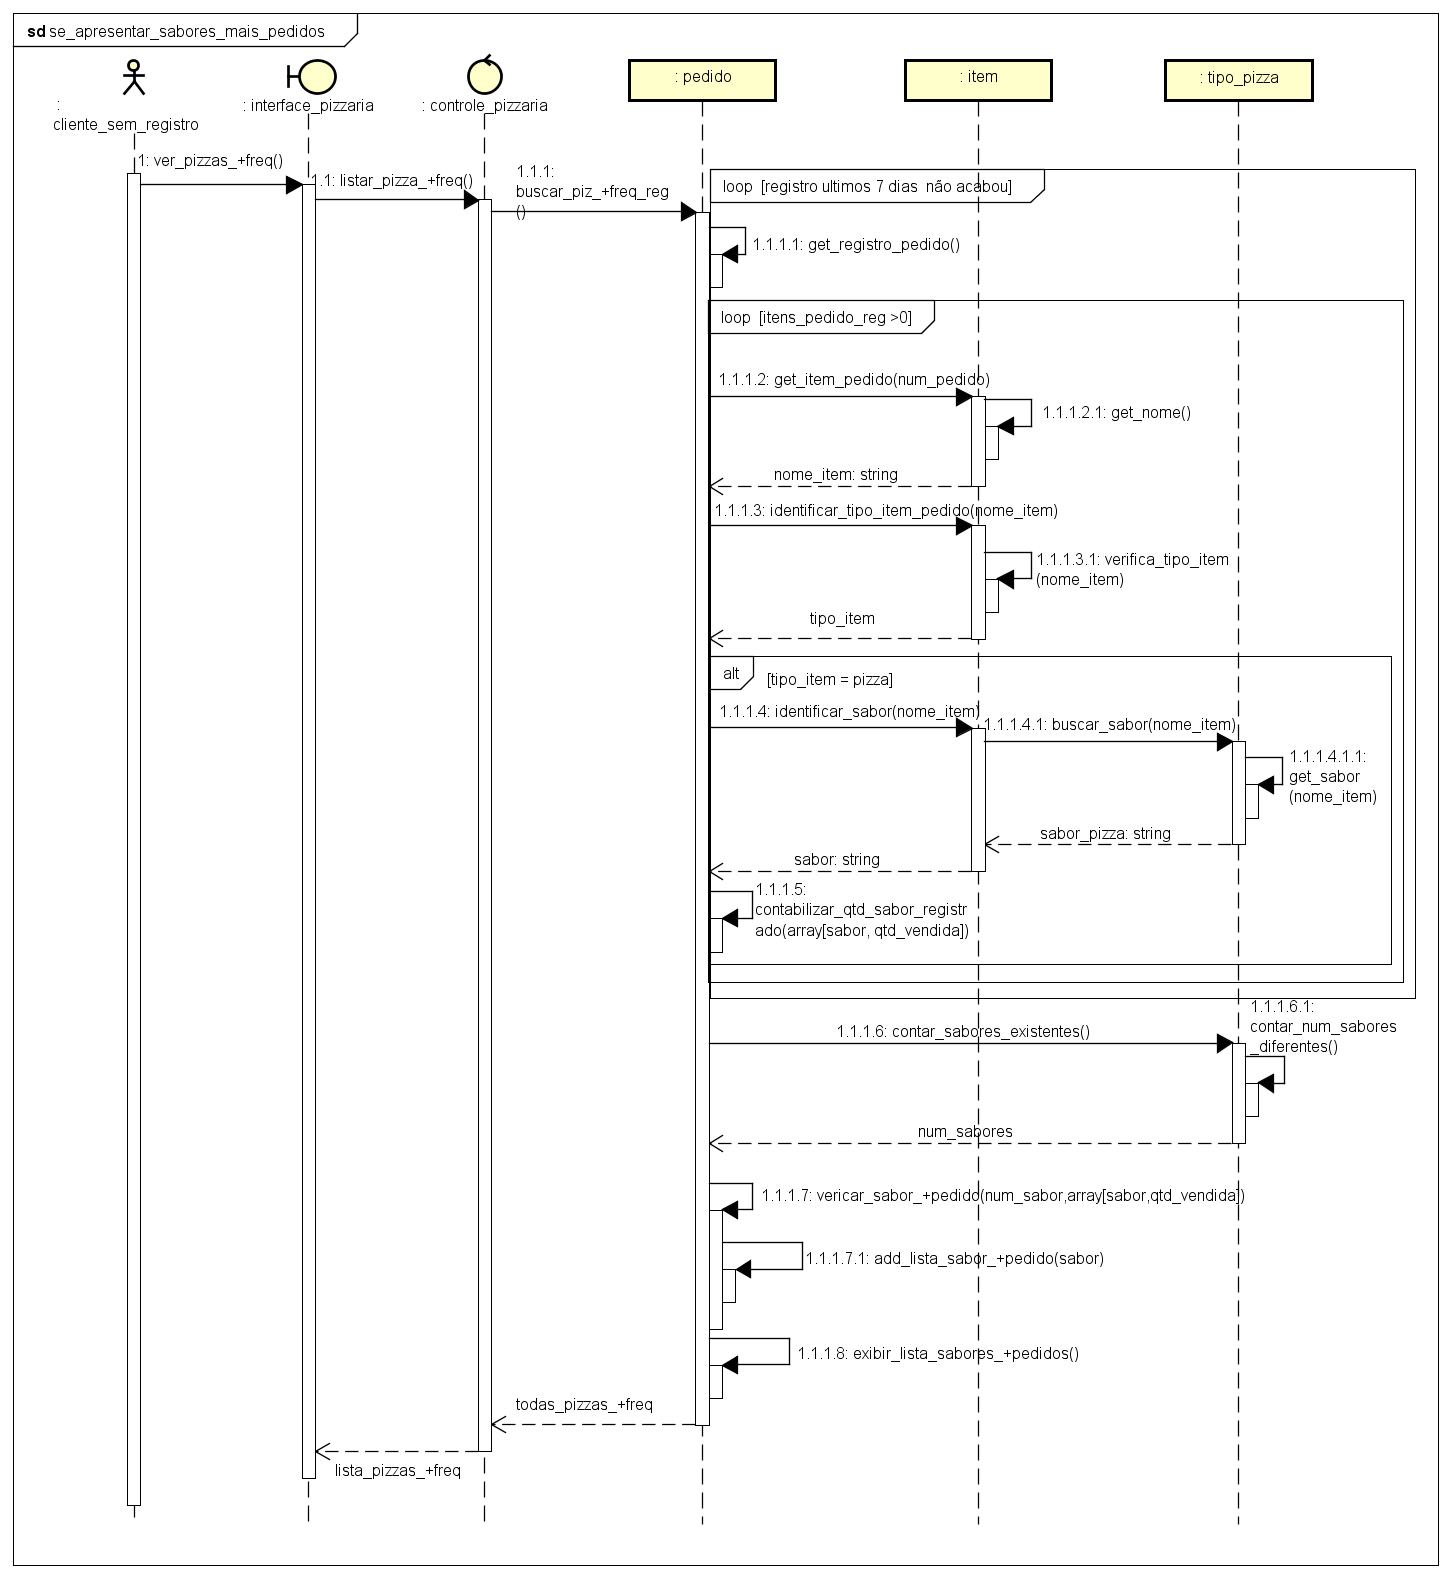 sd se_apresentar_sabores_mais_pedidos
:
cliente_sem_registro
: interface_pizzaria
: controle_pizzaria
: pedido
: item
: tipo_pizza
1: ver_pizzas_+freq()
1.1: listar_pizza_+freq()
1.1.1:
buscar_piz_+freq_reg
()
loop [registro ultimos 7 dias não acabou]
1.1.1.1: get_registro_pedido()
loop [itens_pedido_reg >0]
1.1.1.2: get_item_pedido(num_pedido)
1.1.1.2.1: get_nome()
nome_item: string
1.1.1.3: identificar_tipo_item_pedido(nome_item)
1.1.1.3.1: verifica_tipo_item
(nome_item)
tipo_item
alt [tipo_item = pizza]
1.1.1.4: identificar_sabor(nome_item)
1.1.1.4.1: buscar_sabor(nome_item)
1.1.1.4.1.1:
get_sabor
(nome_item)
sabor_pizza: string
sabor: string
1.1.1.5:
contabilizar_qtd_sabor_registr
ado(array[sabor, qtd_vendida])
1.1.1.6: contar_sabores_existentes()
1.1.1.6.1:
contar_num_sabores
_diferentes()
num_sabores
1.1.1.7: vericar_sabor_+pedido(num_sabor,array[sabor,qtd_vendida])
1.1.1.7.1: add_lista_sabor_+pedido(sabor)
1.1.1.8: exibir_lista_sabores_+pedidos()
todas_pizzas_+freq
lista_pizzas_+freq